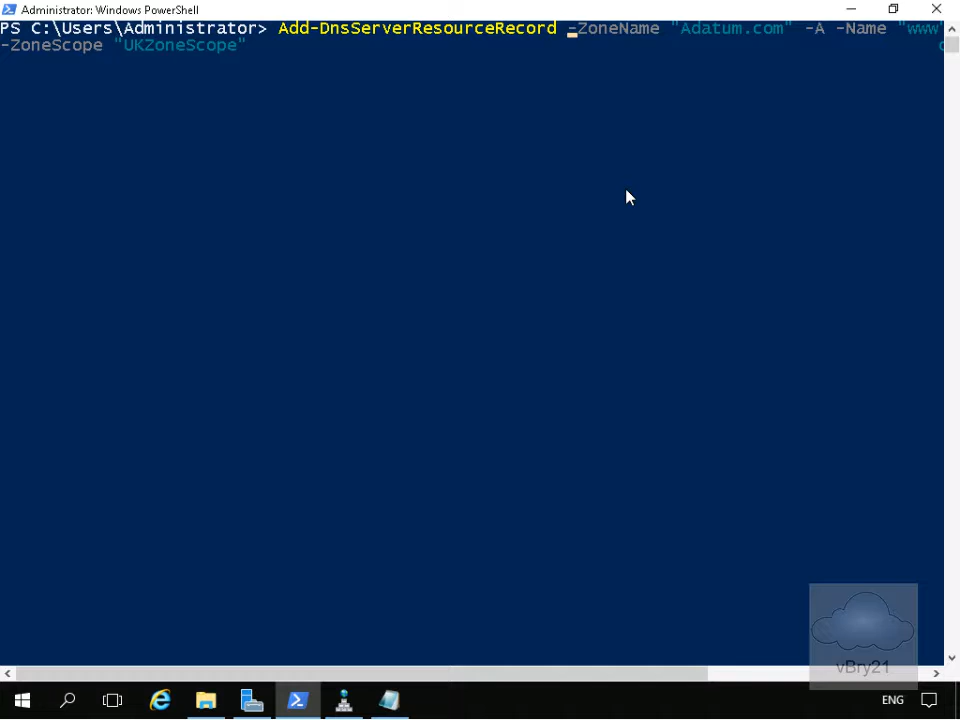 Administrator: Windows PowerShell
PS C:\Users\Administrator> Add-DnsServerResourceRecord -ZoneName "Adatum.com" -A -Name "www"
-ZoneScope "UKZoneScope"
vBry21
ENG